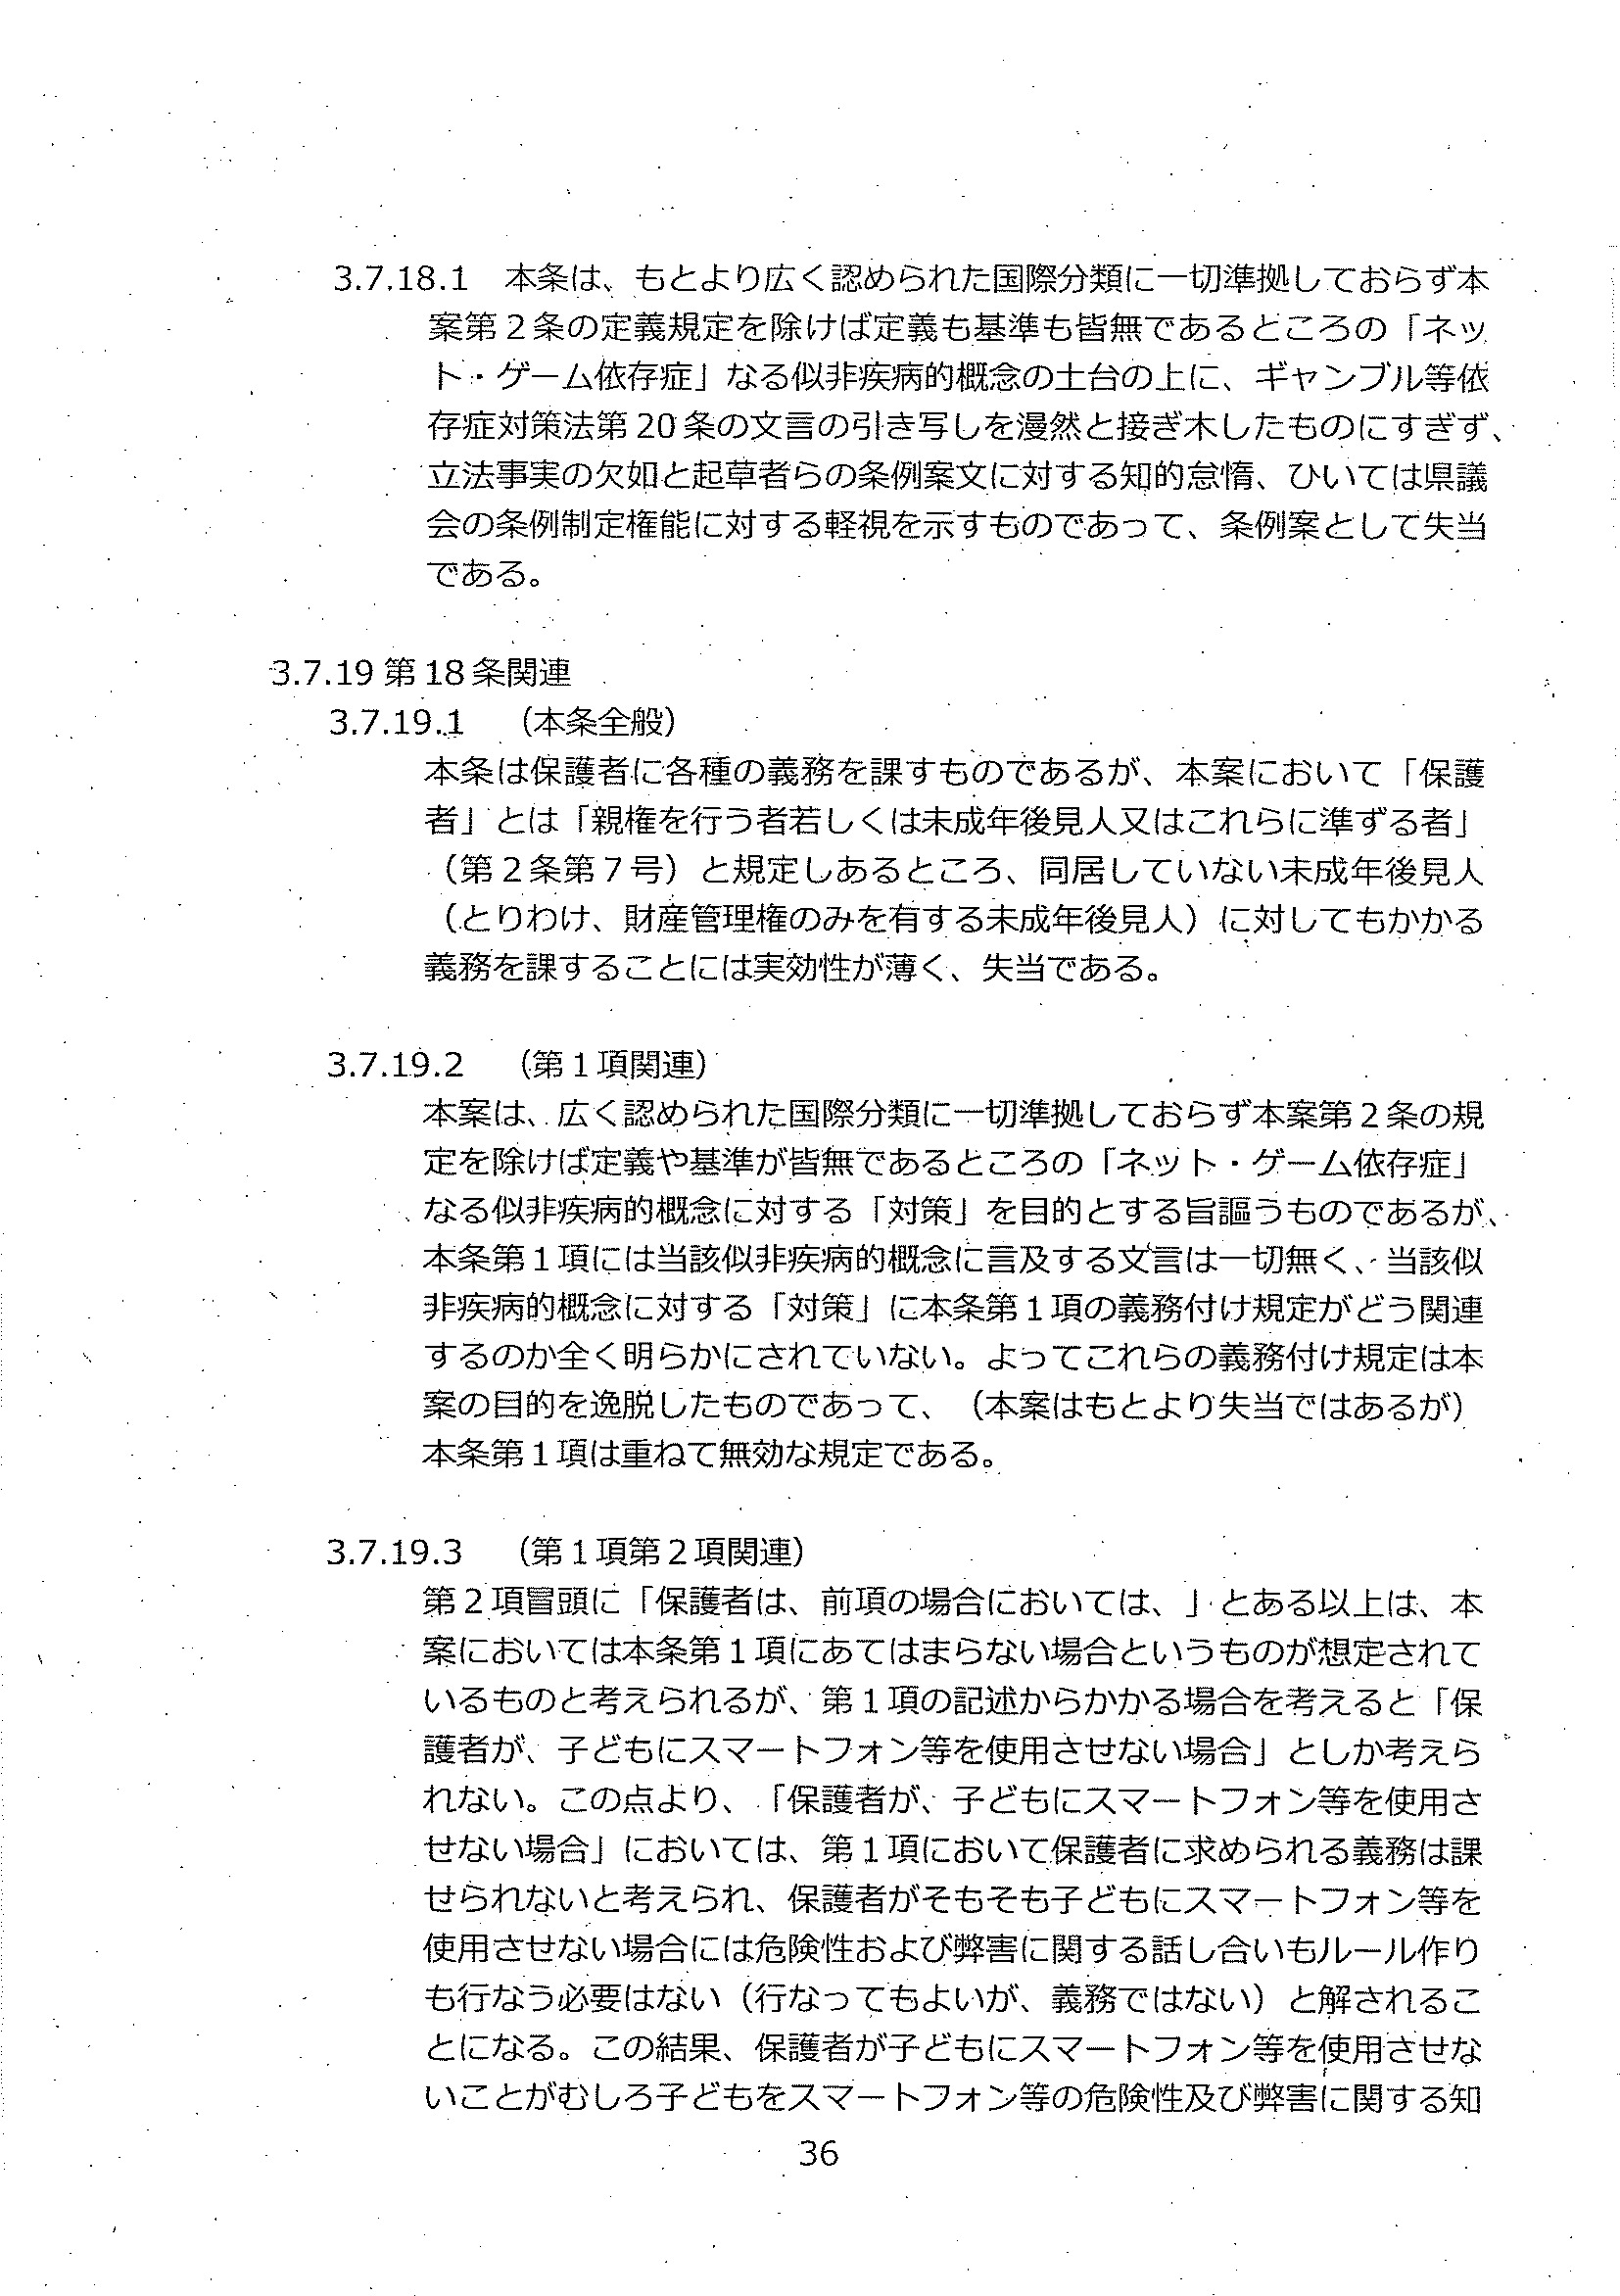 3.7.18.1　本条は、もとより広く認められた国際分類に一切準拠しておらず本
案第２条の定義規定を除けば定義も基準も皆無であるところの「ネッ
ト・ゲーム依存症」なる似非疾病的概念の土台の上に、ギャンブル等依
存症対策法第 20 条の文言の引き写しを漫然と接ぎ木したものにすぎず、
立法事実の欠如と起草者らの条例案文に対する知的怠惰、ひいては県議
会の条例制定権能に対する軽視を示すものであって、条例案として失当
である。
3.7.19 第 18 条関連
3.7.19.1　（本条全般）
本条は保護者に各種の義務を課すものであるが、本案において「保護
者」とは「親権を行う者若しくは未成年後見人又はこれらに準ずる者」
（第２条第７号）と規定しあるところ、同居していない未成年後見人
（とりわけ、財産管理権のみを有する未成年後見人）に対してもかかる
義務を課することには実効性が薄く、失当である。
3.7.19.2　（第１項関連）
本案は、広く認められた国際分類に一切準拠しておらず本案第２条の規
定を除けば定義や基準が皆無であるところの「ネット・ゲーム依存症」
なる似非疾病的概念に対する「対策」を目的とする旨謳うものであるが、
本条第１項には当該似非疾病的概念に言及する文言は一切無く、当該似
非疾病的概念に対する「対策」に本条第１項の義務付け規定がどう関連
するのか全く明らかにされていない。よってこれらの義務付け規定は本
案の目的を逸脱したものであって、（本案はもとより失当ではあるが）
本条第１項は重ねて無効な規定である。
3.7.19.3　（第１項第２項関連）
第２項冒頭に「保護者は、前項の場合においては、」とある以上は、本
案においては本条第１項にあてはまらない場合というものが想定されて
いるものと考えられるが、第１項の記述からかかる場合を考えると「保
護者が、子どもにスマートフォン等を使用させない場合」としか考えら
れない。この点より、「保護者が、子どもにスマートフォン等を使用さ
せない場合」においては、第１項において保護者に求められる義務は課
せられないと考えられ、保護者がそもそも子どもにスマートフォン等を
使用させない場合には危険性および弊害に関する話し合いもルール作り
も行なう必要はない（行なってもよいが、義務ではない）と解されるこ
とになる。この結果、保護者が子どもにスマートフォン等を使用させな
いことがむしろ子どもをスマートフォン等の危険性及び弊害に関する知
36